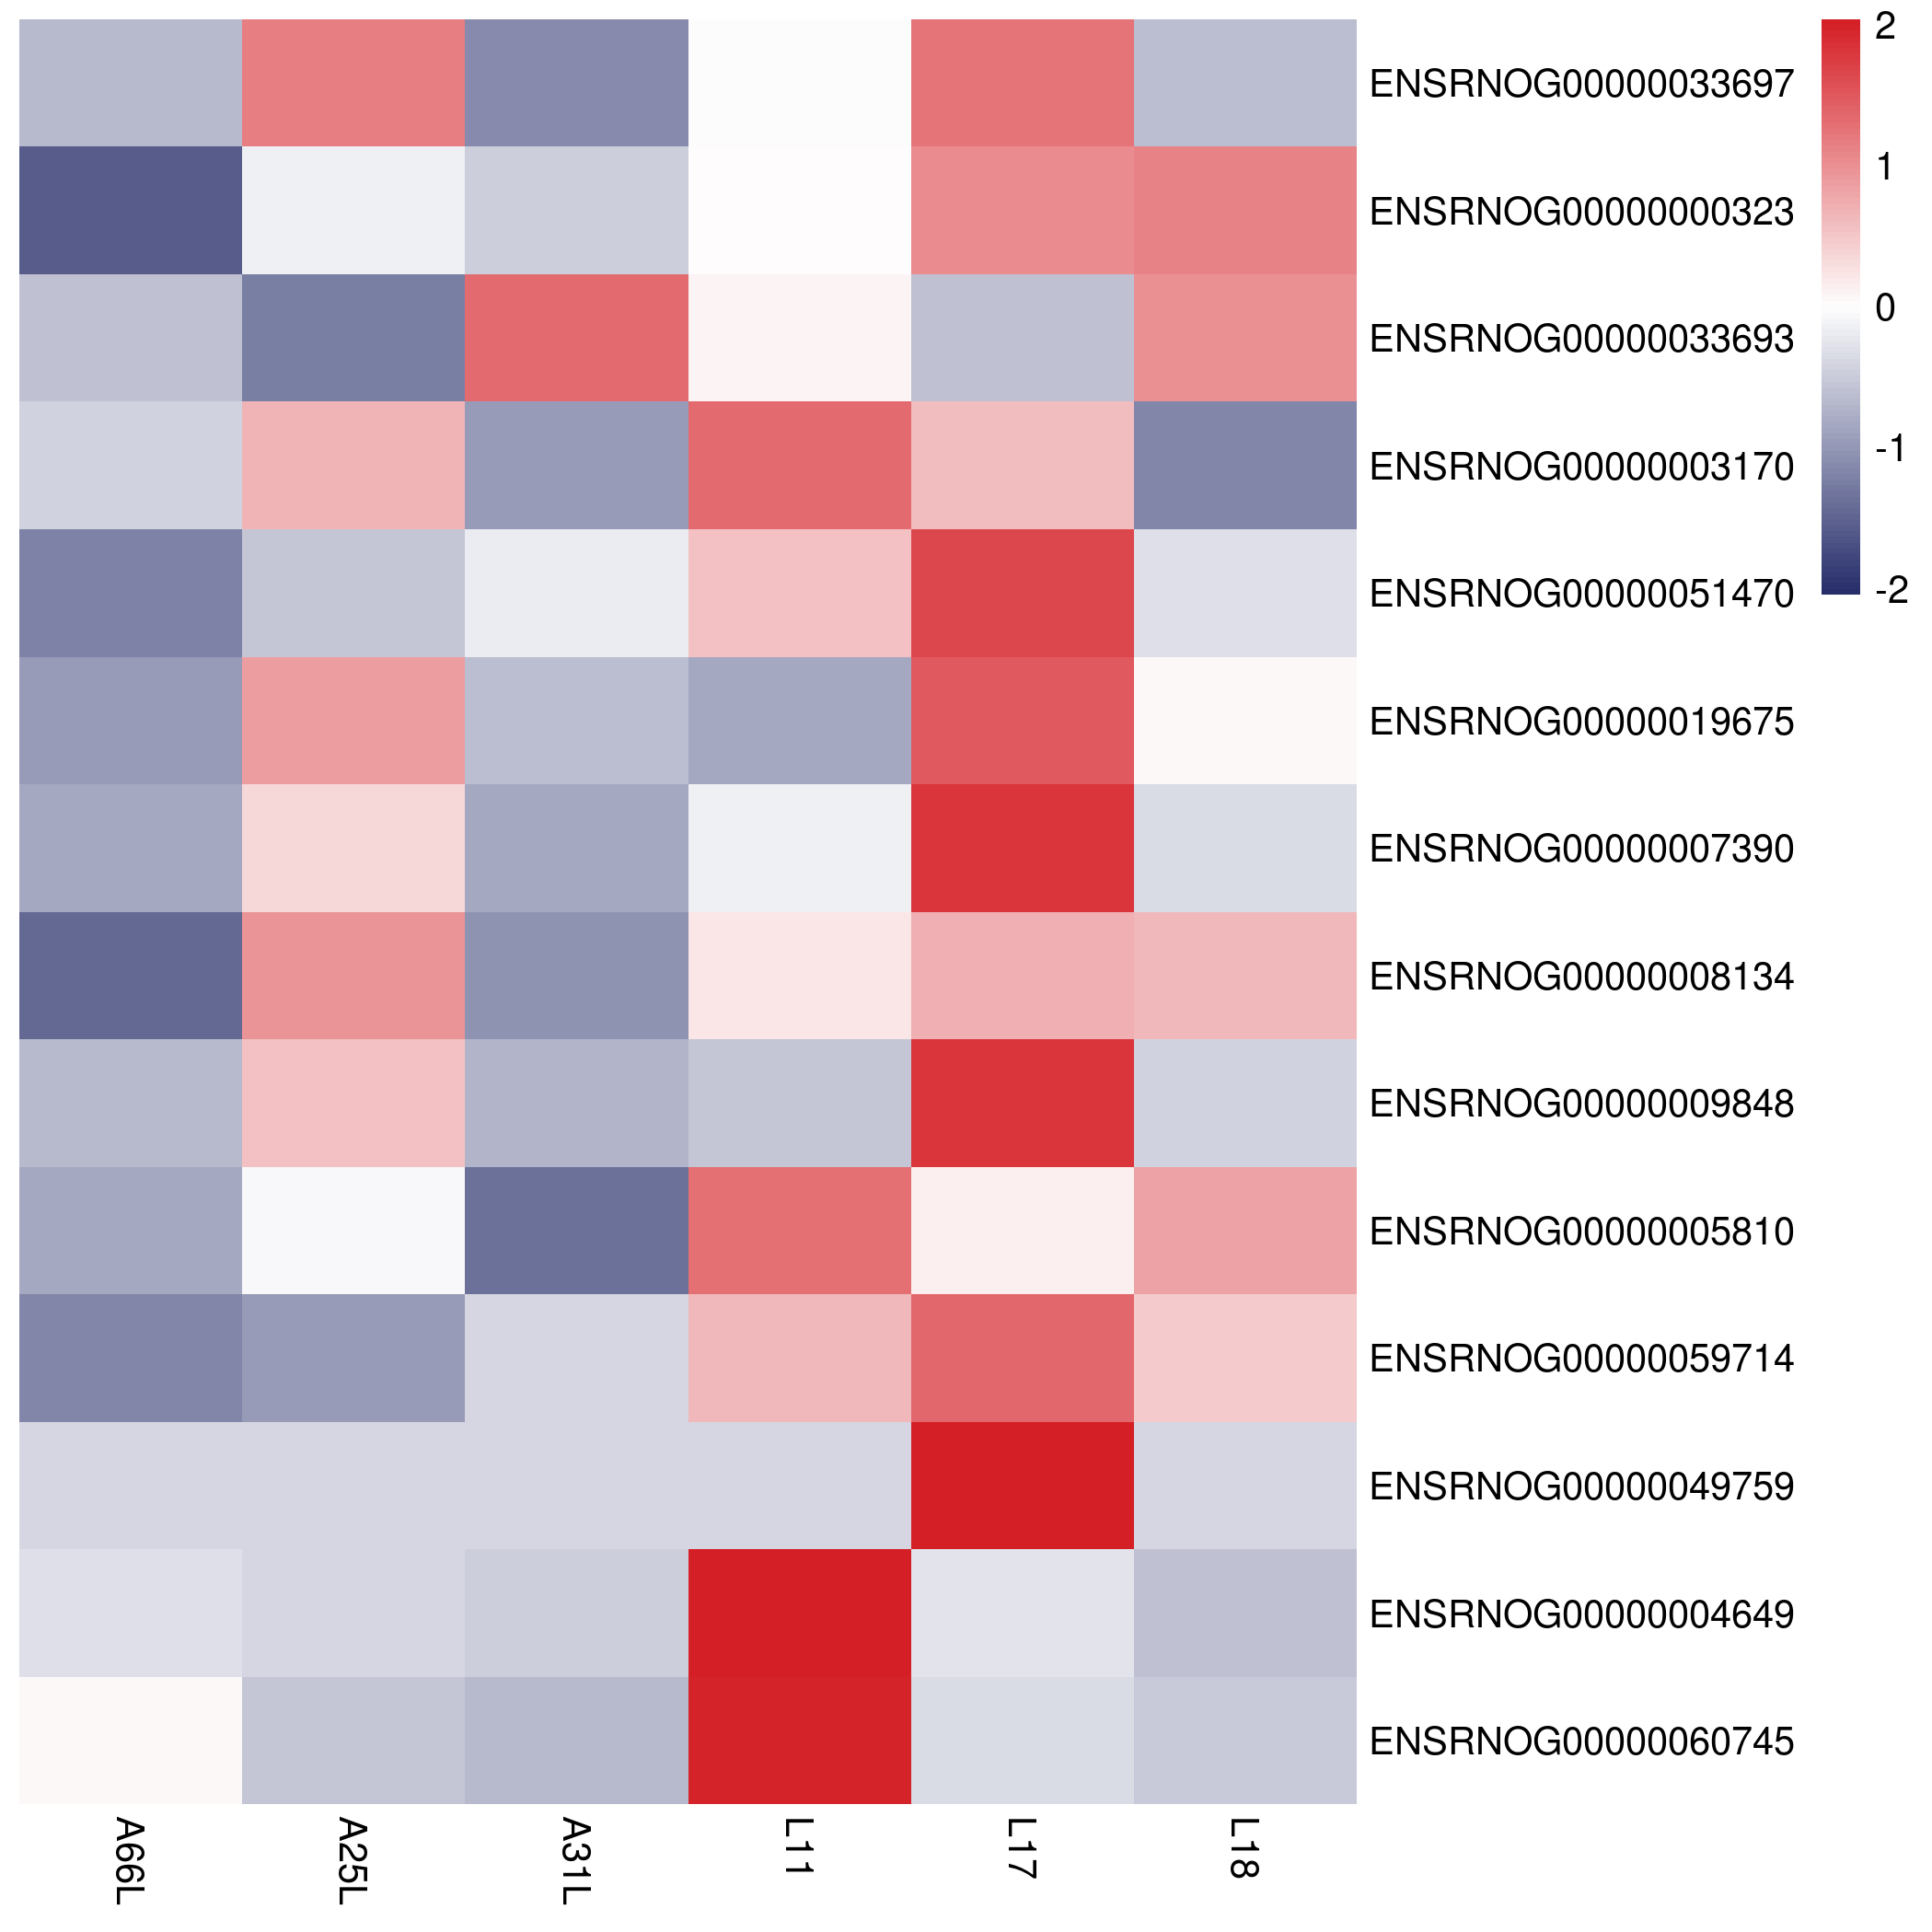 ENSRNOG00000033697
ENSRNOG00000000323
ENSRNOG00000033693
ENSRNOG00000003170
ENSRNOG00000051470
ENSRNOG00000019675
ENSRNOG00000007390
ENSRNOG00000008134
ENSRNOG00000009848
ENSRNOG00000005810
ENSRNOG00000059714
ENSRNOG00000049759
ENSRNOG00000004649
ENSRNOG00000060745
2
1
0
-1
-2
A66L
A25L
A31L
L11
L17
L18